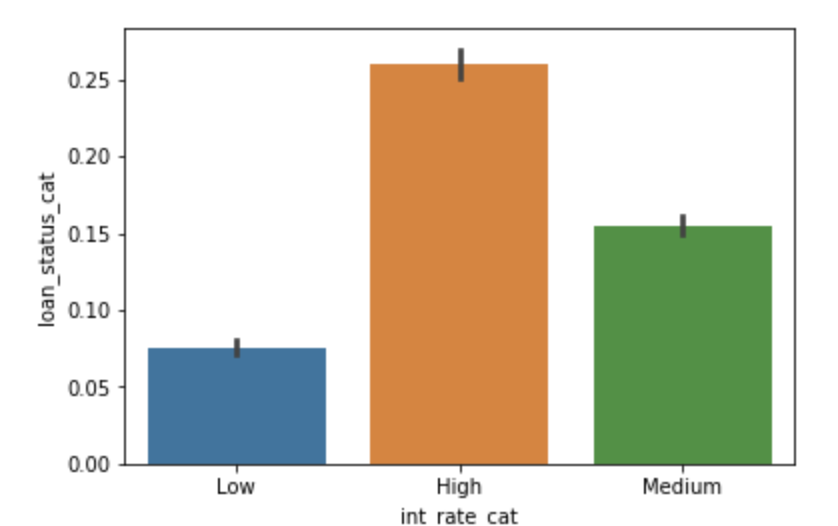 0.25
0.20
0.15
0.10
0.05
0.00
loan_status_cat
Low High Medium
int_rate_cat